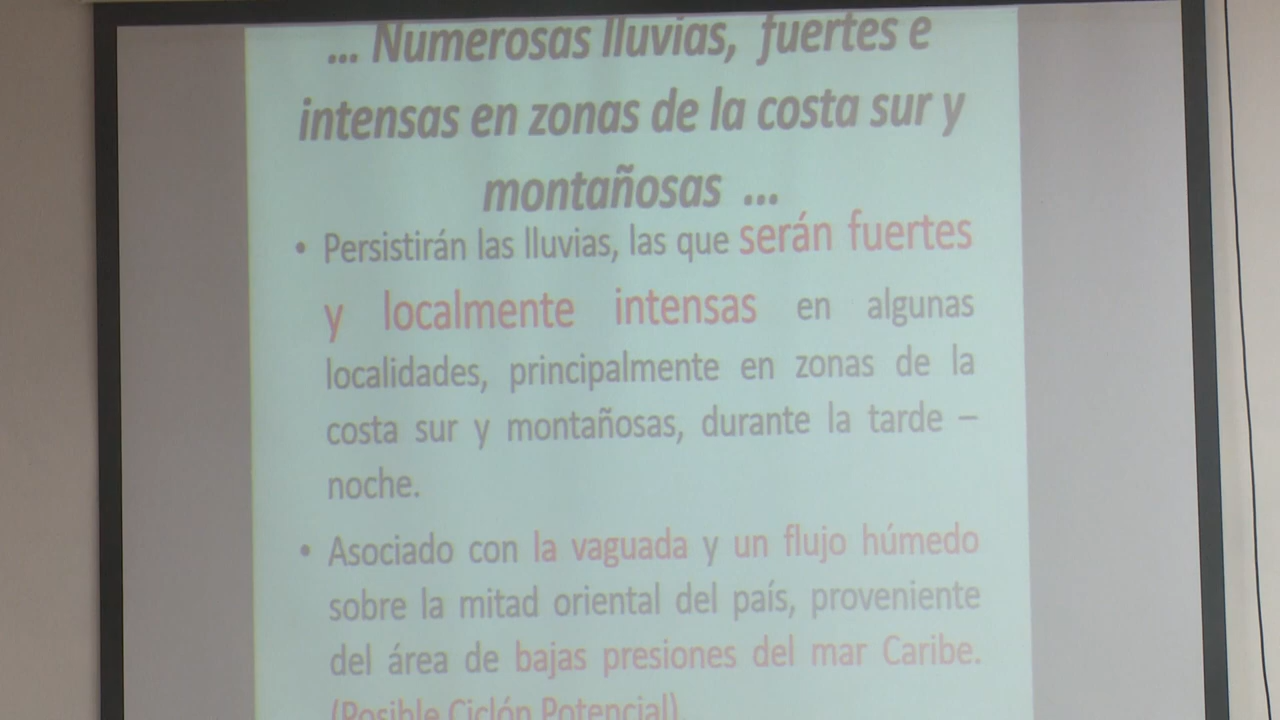 ... Numerosas lluvias, fuertes e
intensas en zonas de la costa sur y
montañosas ...
• Persistirán las lluvias, las que serán fuertes
y localmente intensas en algunas
localidades, principalmente en zonas de la
costa sur y montañosas, durante la tarde –
noche.
• Asociado con la vaguada y un flujo húmedo
sobre la mitad oriental del país, proveniente
del área de bajas presiones del mar Caribe.
(Posible Ciclón Potencial)